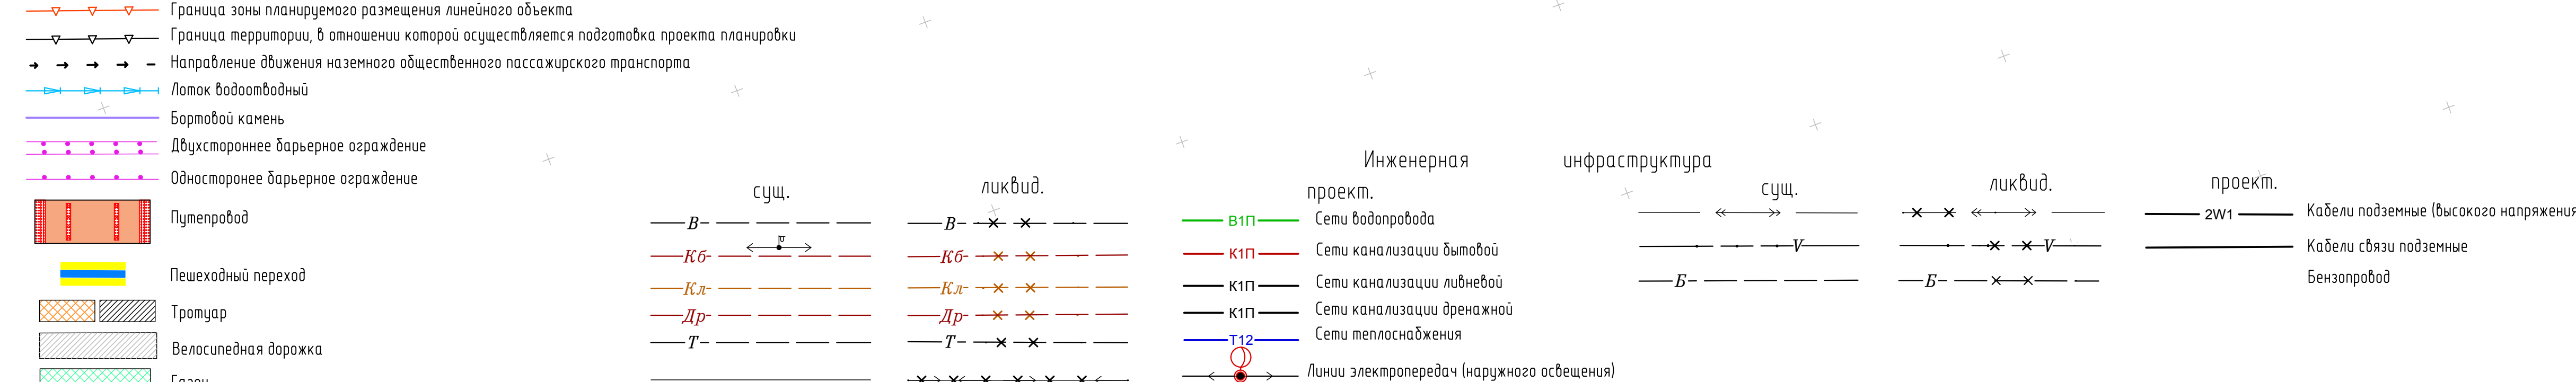 Граница зоны планируемого размещения линейного объекта
Граница территории, в отношении которой осуществляется подготовка проекта планировки
Направление движения наземного общественного пассажирского транспорта
Лоток водоотводный
Бортовой камень
Двухстороннее барьерное ограждение
Одностороннее барьерное ограждение
Путепровод
Пешеходный переход
Тротуар
Велосипедная дорожка
Газон
Инженерная инфраструктура
сущ. ликвид. проект.
В В В1П Сети водопровода
Кб Кб К1П Сети канализации бытовой
Кл Кл К1П Сети канализации ливневой
Др Др К1П Сети канализации дренажной
Т Т Т12 Сети теплоснабжения
Линии электропередач (наружного освещения)
сущ. ликвид. проект.
2W1 Кабели подземные (высокого напряжения
V V Кабели связи подземные
Б Б Бензопровод